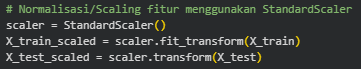 # Normalisasi/Scaling fitur menggunakan StandardScaler
scaler = StandardScaler()
X_train_scaled = scaler.fit_transform(X_train)
X_test_scaled = scaler.transform(X_test)